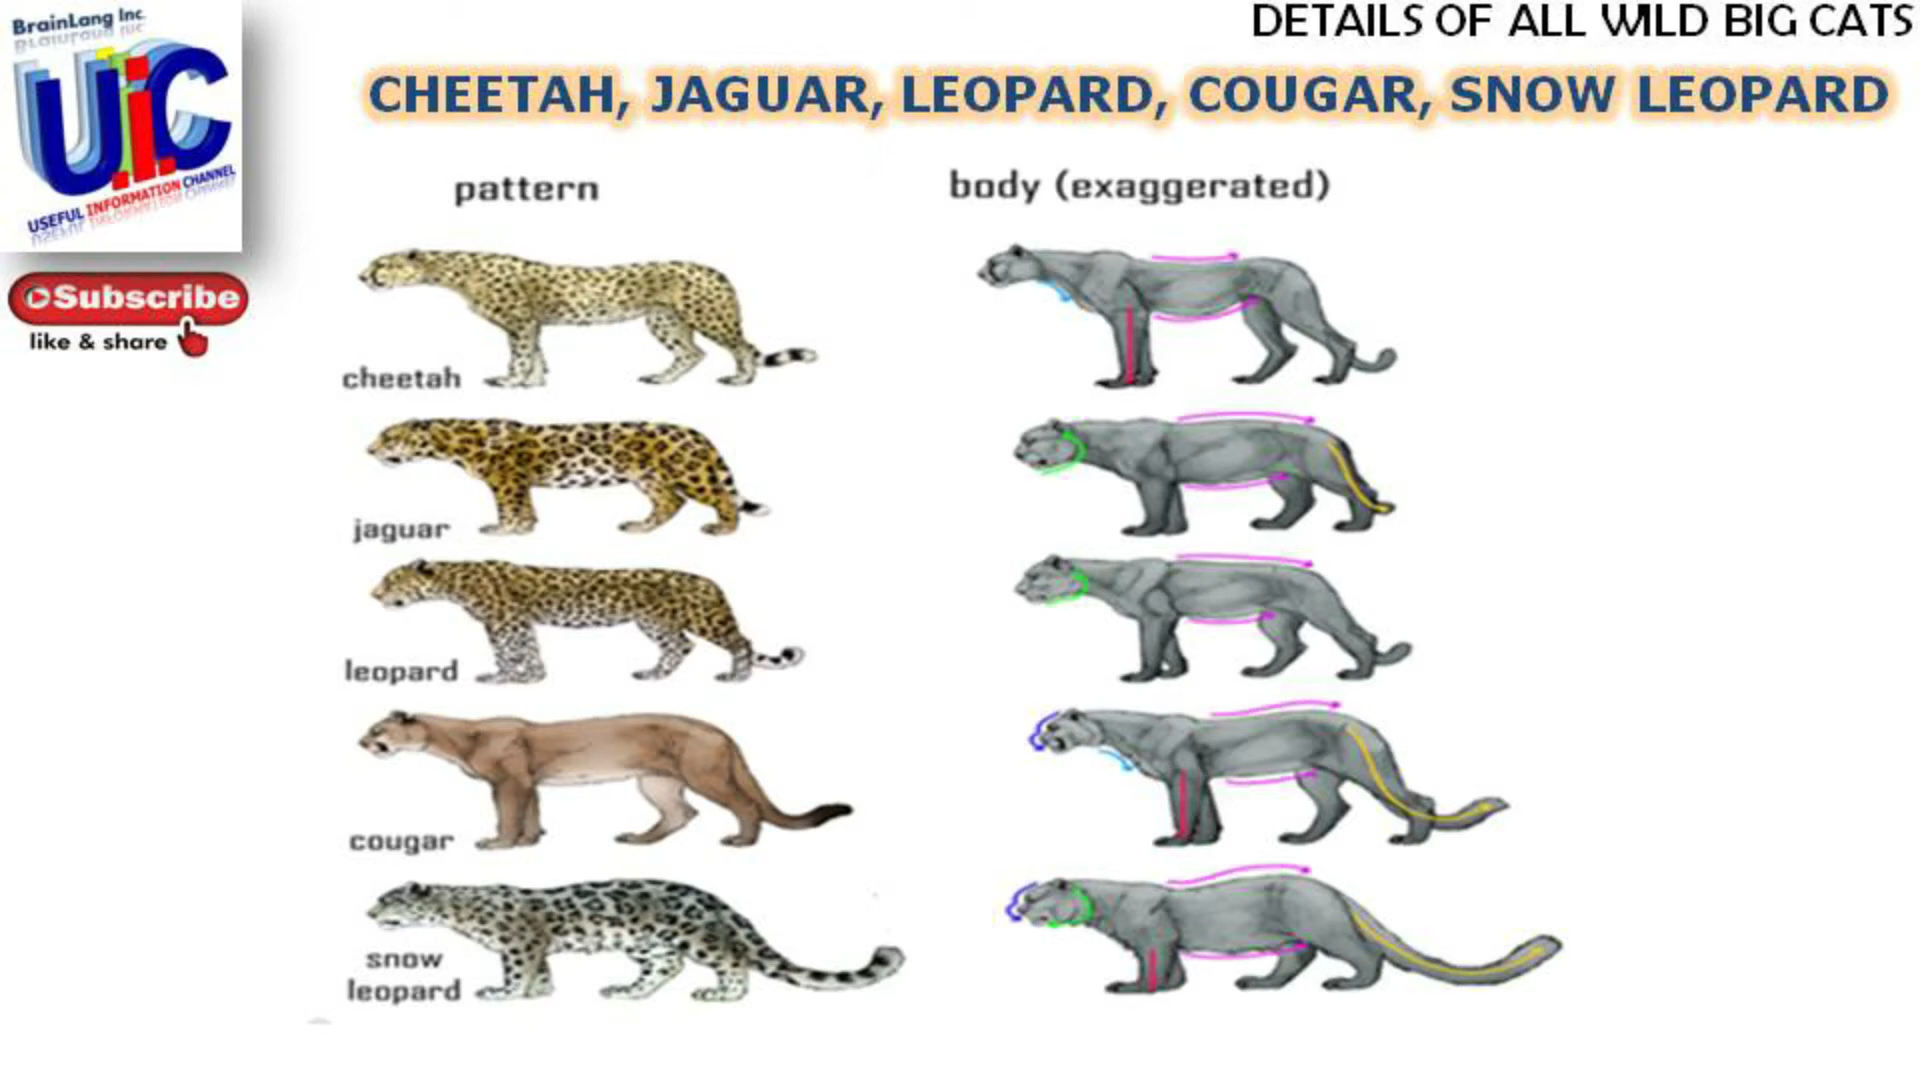 BrainLang Inc
U.i.C
USEFUL INFORMATION CHANNEL
Subscribe
like & share
DETAILS OF ALL WILD BIG CATS
CHEETAH, JAGUAR, LEOPARD, COUGAR, SNOW LEOPARD
pattern
body (exaggerated)
cheetah
jaguar
leopard
cougar
snow
leopard